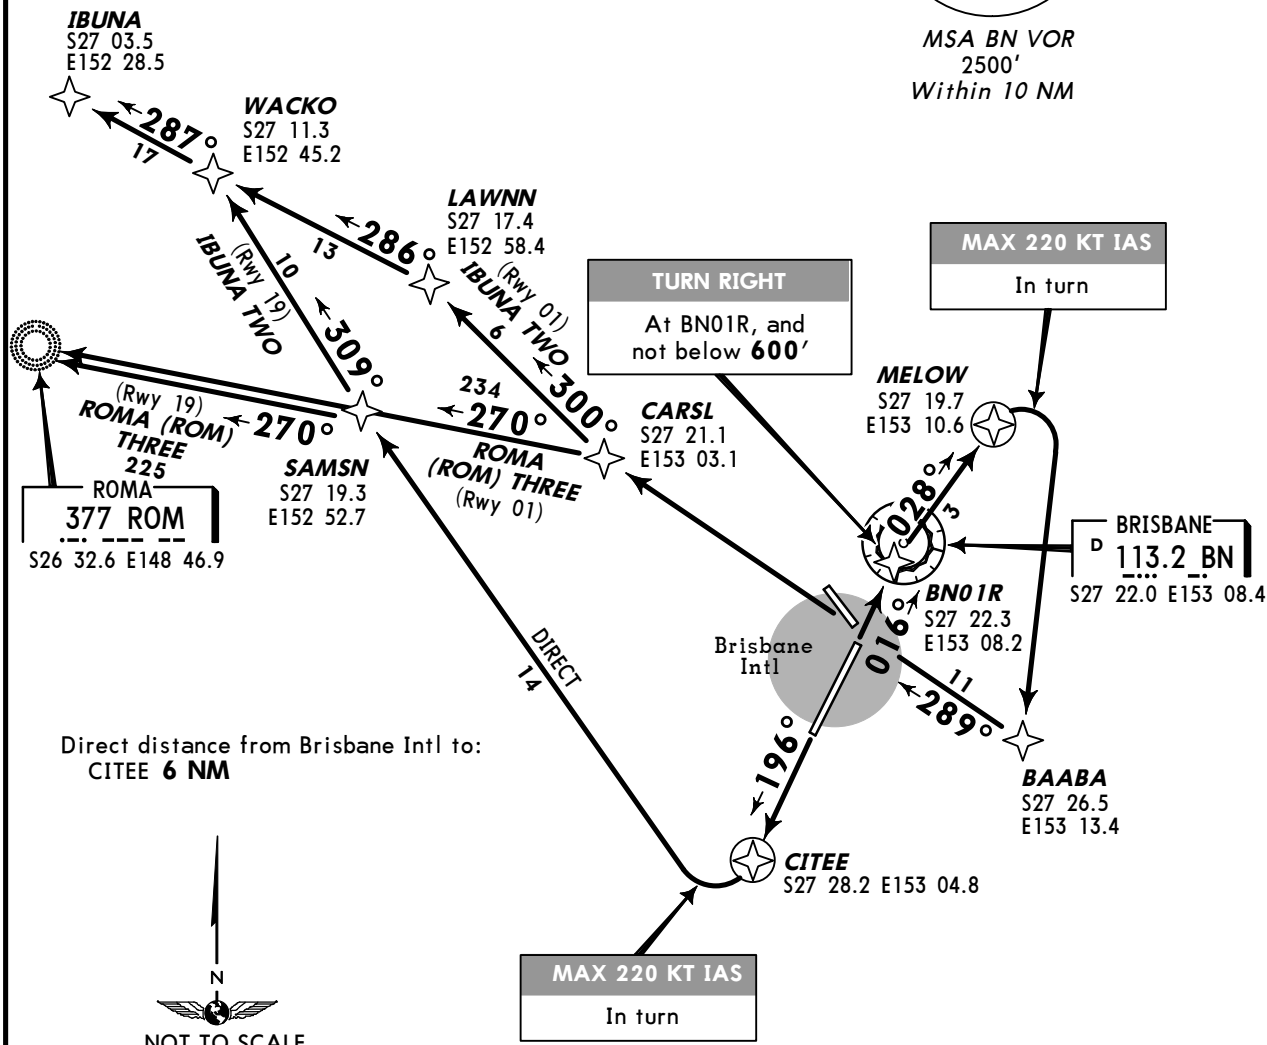 IBUNA
S27 03.5
E152 28.5
MSA BN VOR
2500'
Within 10 NM
287°
17
WACKO
S27 11.3
E152 45.2
LAWNN
S27 17.4
E152 58.4
286°
13
IBUNA TWO
(Rwy 19)
10
309°
IBUNA TWO
(Rwy 01)
6
300°
TURN RIGHT
At BN01R, and
not below 600'
MAX 220 KT IAS
In turn
MELOW
S27 19.7
E153 10.6
CARSL
S27 21.1
E153 03.1
234
270°
ROMA
(ROM) THREE
(Rwy 01)
(Rwy 19)
270°
ROMA (ROM)
THREE
225
SAMSN
S27 19.3
E152 52.7
ROMA
377 ROM
S26 32.6 E148 46.9
028°
3
BRISBANE
D 113.2 BN
S27 22.0 E153 08.4
BN01R
S27 22.3
E153 08.2
016°
Brisbane
Intl
11
289°
DIRECT
14
196°
BAABA
S27 26.5
E153 13.4
Direct distance from Brisbane Intl to:
CITEE 6 NM
CITEE
S27 28.2 E153 04.8
MAX 220 KT IAS
In turn
N
NOT TO SCALE